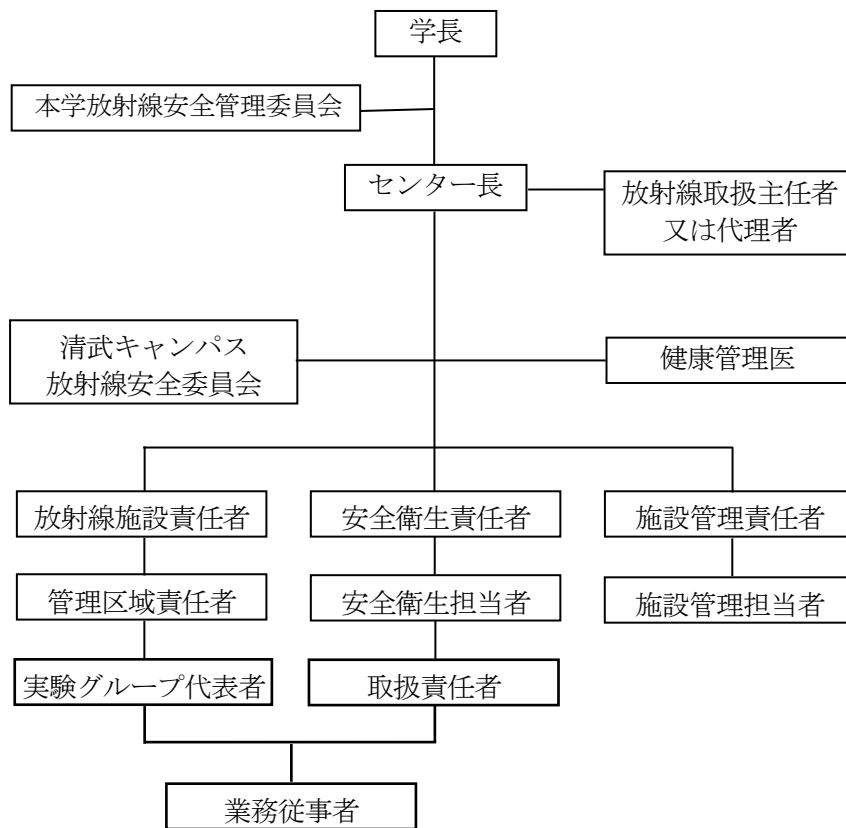 学長
本学放射線安全管理委員会
センター長
放射線取扱主任者
又は代理者
清武キャンパス
放射線安全委員会
健康管理医
放射線施設責任者
安全衛生責任者
施設管理責任者
管理区域責任者
安全衛生担当者
施設管理担当者
実験グループ代表者
取扱責任者
業務従事者